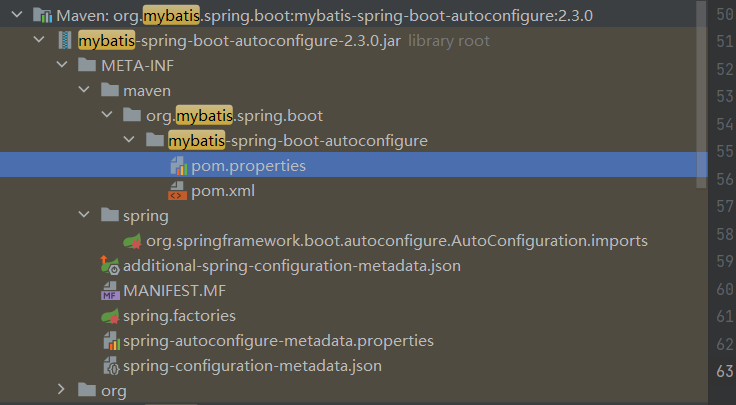 Maven: org.mybatis.spring.boot:mybatis-spring-boot-autoconfigure:2.3.0
mybatis-spring-boot-autoconfigure-2.3.0.jar library root
META-INF
maven
org.mybatis.spring.boot
mybatis-spring-boot-autoconfigure
pom.properties
pom.xml
spring
org.springframework.boot.autoconfigure.AutoConfiguration.imports
additional-spring-configuration-metadata.json
MF MANIFEST.MF
spring.factories
spring-autoconfigure-metadata.properties
spring-configuration-metadata.json
org
50
51
52
53
54
55
56
57
58
59
60
61
62
63